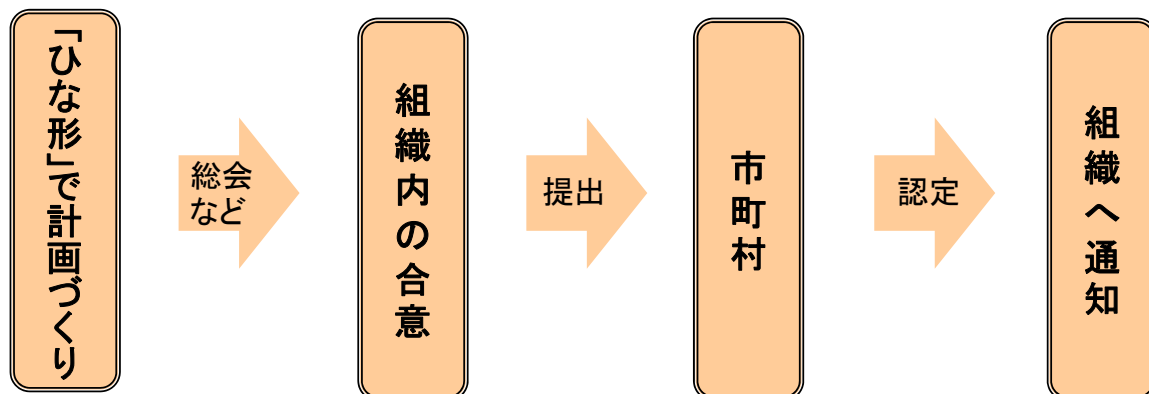 「ひな形」で計画づくり
総会
など
組織内の合意
提出
市町村
認定
組織へ通知